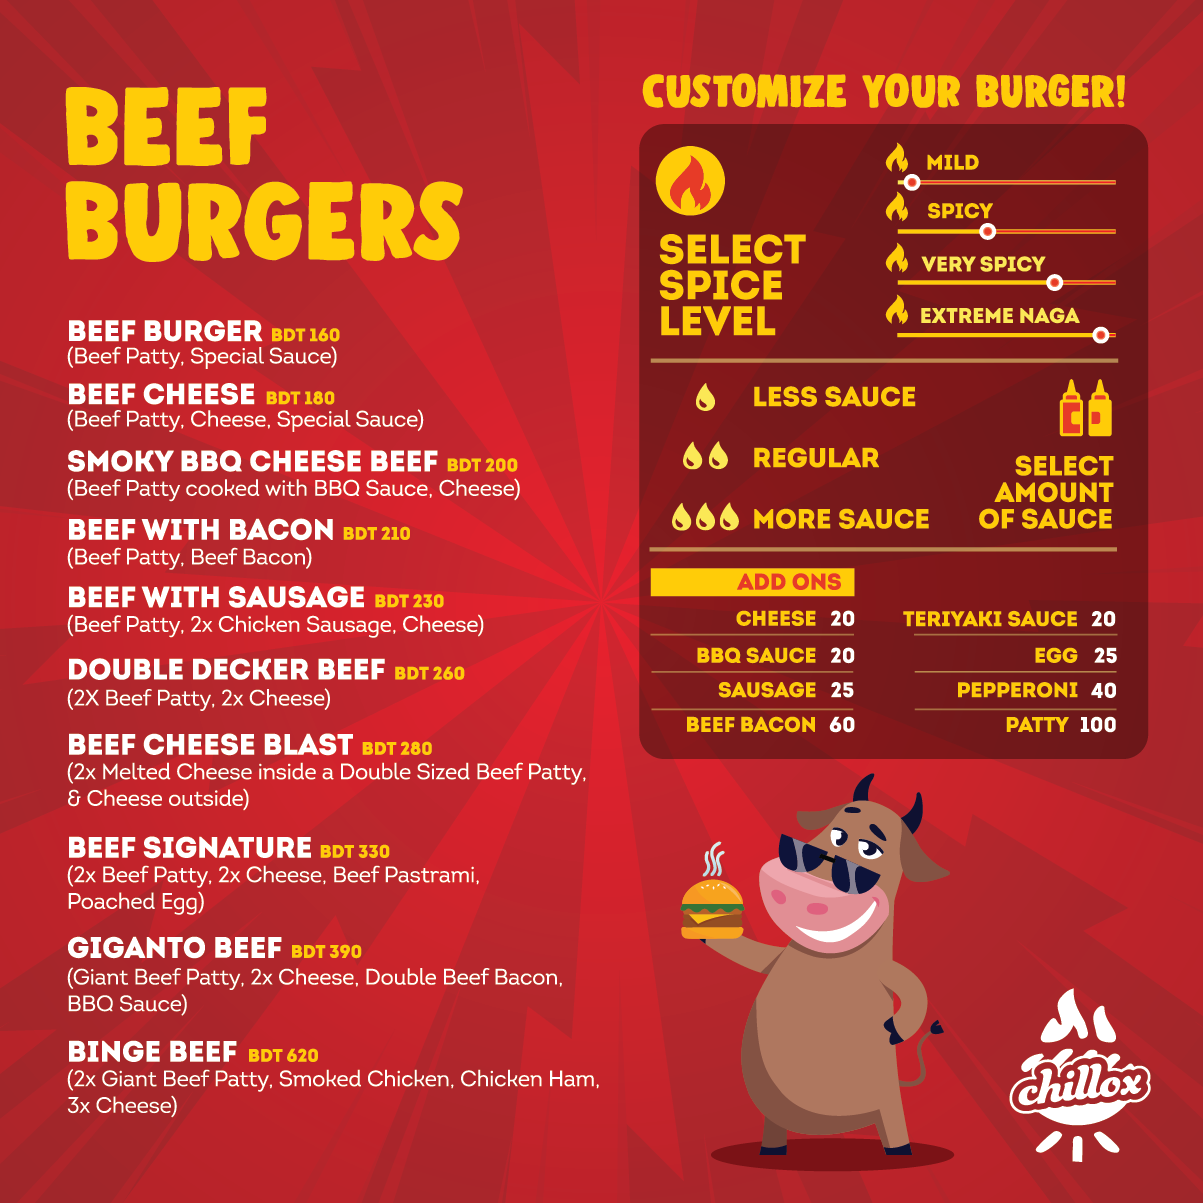 BEEF
BURGERS
BEEF BURGER BDT 160
(Beef Patty, Special Sauce)
BEEF CHEESE BDT 180
(Beef Patty, Cheese, Special Sauce)
SMOKY BBQ CHEESE BEEF BDT 200
(Beef Patty cooked with BBQ Sauce, Cheese)
BEEF WITH BACON BDT 210
(Beef Patty, Beef Bacon)
BEEF WITH SAUSAGE BDT 230
(Beef Patty, 2x Chicken Sausage, Cheese)
DOUBLE DECKER BEEF BDT 260
(2X Beef Patty, 2x Cheese)
BEEF CHEESE BLAST BDT 280
(2x Melted Cheese inside a Double Sized Beef Patty,
& Cheese outside)
BEEF SIGNATURE BDT 330
(2x Beef Patty, 2x Cheese, Beef Pastrami,
Poached Egg)
GIGANTO BEEF BDT 390
(Giant Beef Patty, 2x Cheese, Double Beef Bacon,
BBQ Sauce)
BINGE BEEF BDT 620
(2x Giant Beef Patty, Smoked Chicken, Chicken Ham,
3x Cheese)
CUSTOMIZE YOUR BURGER!
SELECT
SPICE
LEVEL
MILD
SPICY
VERY SPICY
EXTREME NAGA
LESS SAUCE
REGULAR
MORE SAUCE
SELECT
AMOUNT
OF SAUCE
ADD ONS
CHEESE 20
BBQ SAUCE 20
SAUSAGE 25
BEEF BACON 60
TERIYAKI SAUCE 20
EGG 25
PEPPERONI 40
PATTY 100
chillox